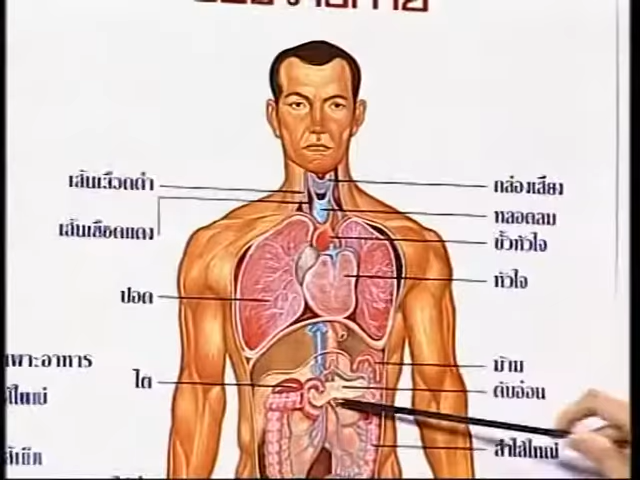 เส้นเลือดดำ
เส้นเลือดแดง
ปอด
ไต
กล่องเสียง
หลอดลม
ขั้วหัวใจ
หัวใจ
ม้าม
ตับอ่อน
ลำไส้ใหญ่